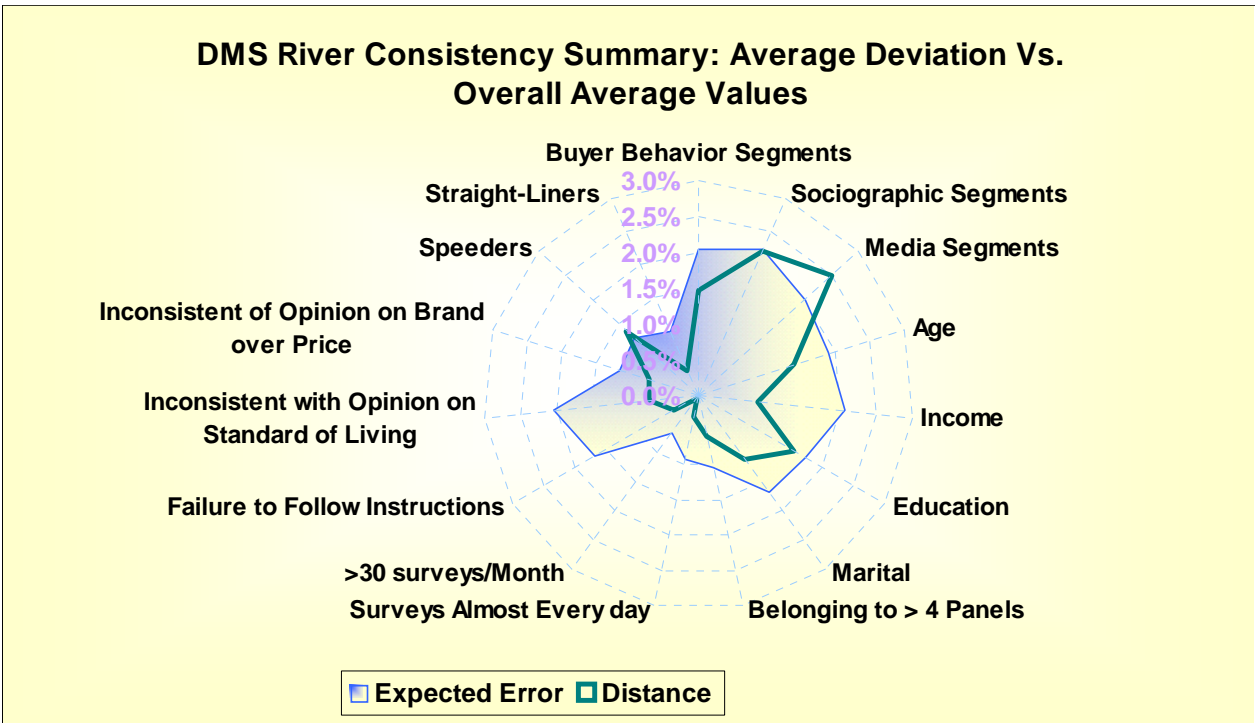 DMS River Consistency Summary: Average Deviation Vs.
Overall Average Values
Buyer Behavior Segments
Sociographic Segments
Media Segments
Age
Income
Education
Marital
Belonging to > 4 Panels
Surveys Almost Every day
>30 surveys/Month
Failure to Follow Instructions
Inconsistent with Opinion on
Standard of Living
Inconsistent of Opinion on Brand
over Price
Speeders
Straight-Liners
3.0%
2.5%
2.0%
1.5%
1.0%
0.5%
0.0%
Expected Error Distance